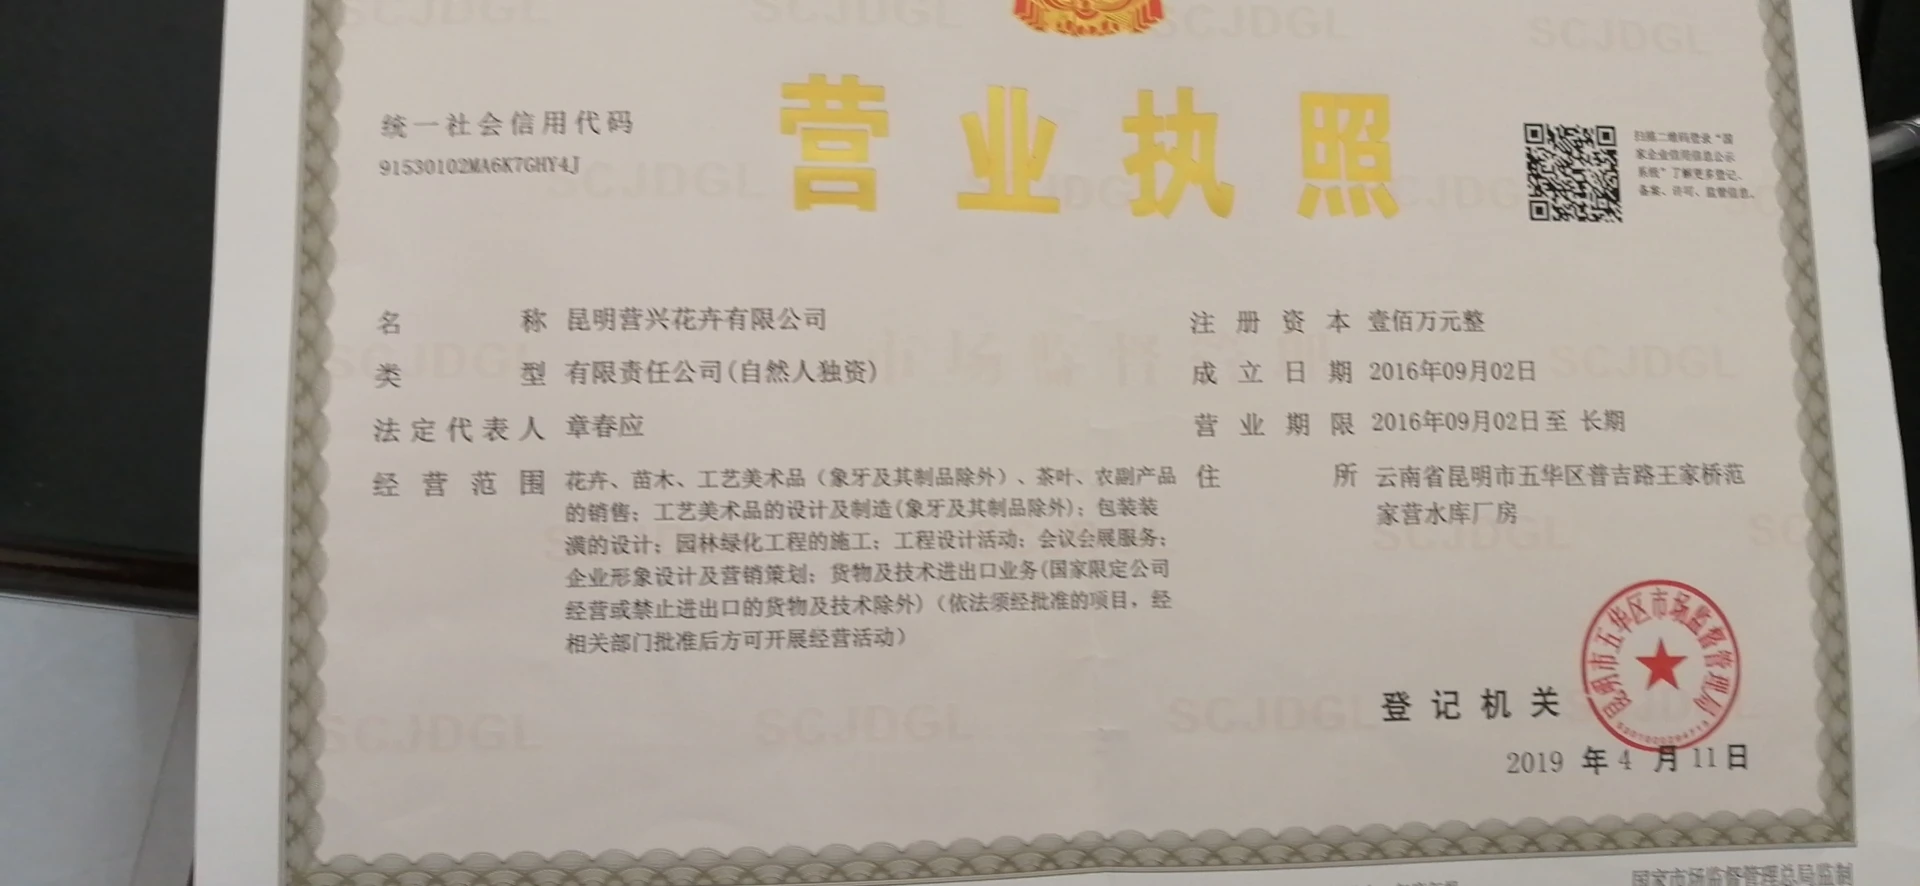 营业执照
统一社会信用代码
91530102MA6K7GHY4J
扫描二维码登录“国
家企业信用信息公示
系统”了解更多登记、
备案、许可、监管信息。
名称 昆明营兴花卉有限公司
类型 有限责任公司(自然人独资)
法定代表人 章春应
经营范围 花卉、苗木、工艺美术品（象牙及其制品除外）、茶叶、农副产品
的销售；工艺美术品的设计及制造(象牙及其制品除外)；包装装
潢的设计；园林绿化工程的施工；工程设计活动；会议会展服务；
企业形象设计及营销策划；货物及技术进出口业务(国家限定公司
经营或禁止进出口的货物及技术除外)（依法须经批准的项目，经
相关部门批准后方可开展经营活动）
注册资本 壹佰万元整
成立日期 2016年09月02日
营业期限 2016年09月02日至 长期
住所 云南省昆明市五华区普吉路王家桥范
家营水库厂房
登记机关
昆明市五华区市场监督管理局
2019 年 4 月 11 日
国家市场监督管理总局监制
SCJDGL